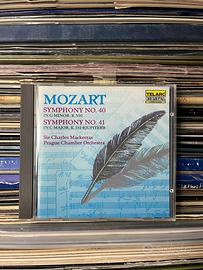 TELARC
MOZART
SYMPHONY NO. 40
IN G MINOR, K. 550
SYMPHONY NO. 41
IN C MAJOR, K. 551 (JUPITER)
Sir Charles Mackerras
Prague Chamber Orchestra